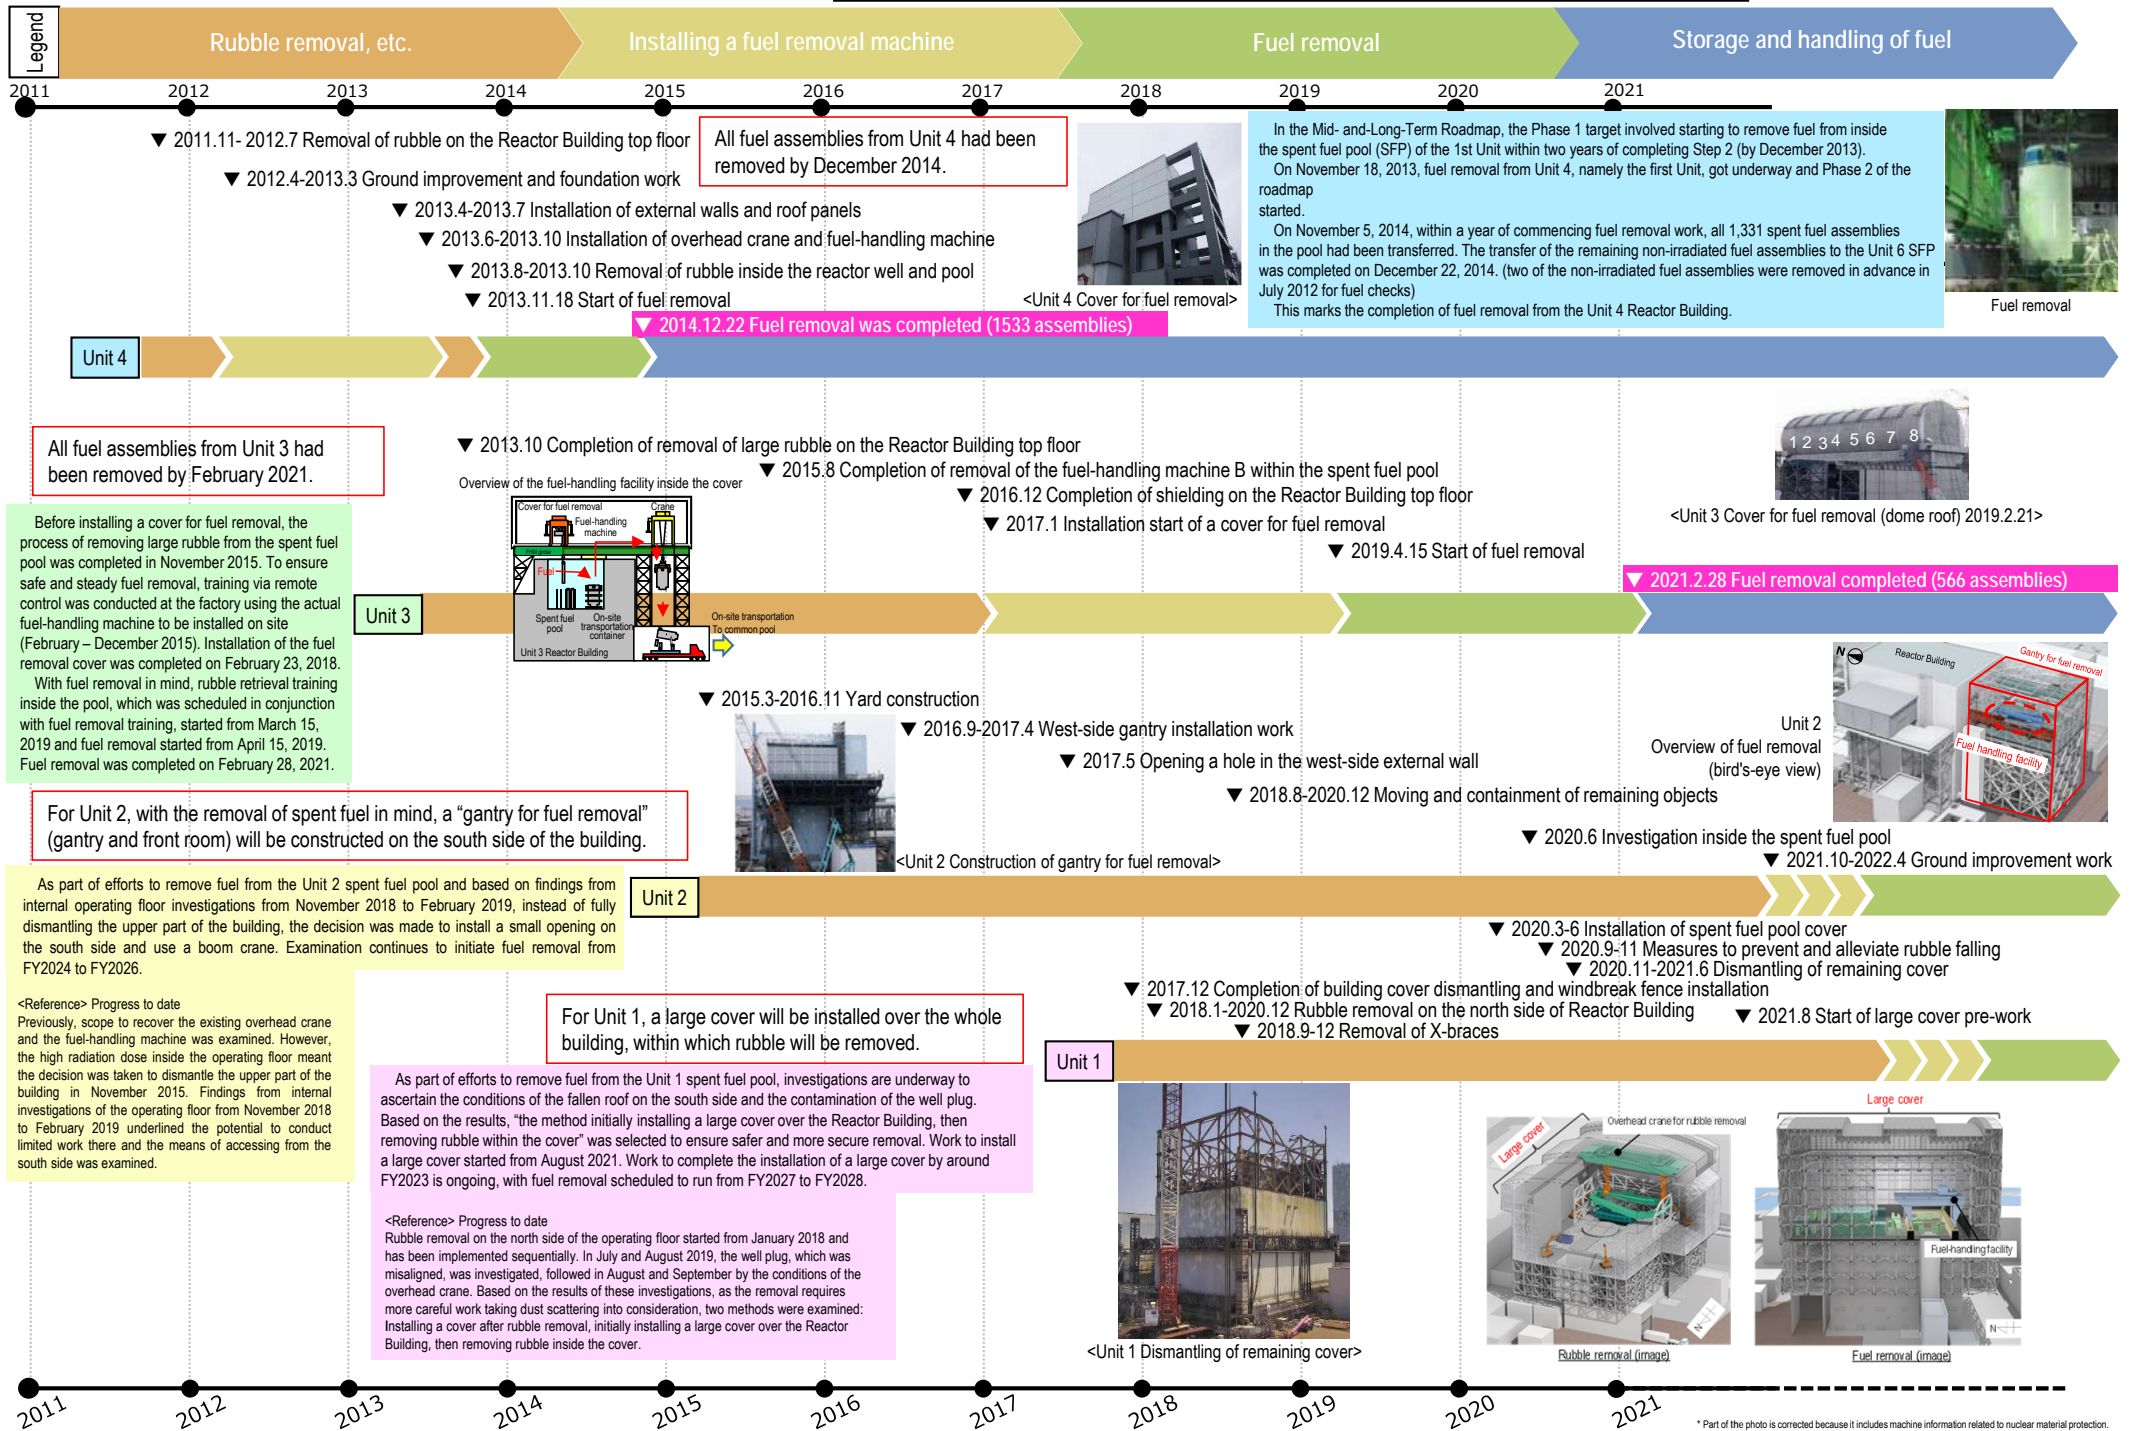 Legend
Rubble removal, etc.
Installing a fuel removal machine
Fuel removal
Storage and handling of fuel
2011 2012 2013 2014 2015 2016 2017 2018 2019 2020 2021
▼ 2011.11- 2012.7 Removal of rubble on the Reactor Building top floor
▼ 2012.4-2013.3 Ground improvement and foundation work
▼ 2013.4-2013.7 Installation of external walls and roof panels
▼ 2013.6-2013.10 Installation of overhead crane and fuel-handling machine
▼ 2013.8-2013.10 Removal of rubble inside the reactor well and pool
▼ 2013.11.18 Start of fuel removal
▼ 2014.12.22 Fuel removal was completed (1533 assemblies)
All fuel assemblies from Unit 4 had been
removed by December 2014.
<Unit 4 Cover for fuel removal>
In the Mid- and-Long-Term Roadmap, the Phase 1 target involved starting to remove fuel from inside
the spent fuel pool (SFP) of the 1st Unit within two years of completing Step 2 (by December 2013).
On November 18, 2013, fuel removal from Unit 4, namely the first Unit, got underway and Phase 2 of the
roadmap
started.
On November 5, 2014, within a year of commencing fuel removal work, all 1,331 spent fuel assemblies
in the pool had been transferred. The transfer of the remaining non-irradiated fuel assemblies to the Unit 6 SFP
was completed on December 22, 2014. (two of the non-irradiated fuel assemblies were removed in advance in
July 2012 for fuel checks)
This marks the completion of fuel removal from the Unit 4 Reactor Building.
Fuel removal
Unit 4
All fuel assemblies from Unit 3 had
been removed by February 2021.
▼ 2013.10 Completion of removal of large rubble on the Reactor Building top floor
▼ 2015.8 Completion of removal of the fuel-handling machine B within the spent fuel pool
▼ 2016.12 Completion of shielding on the Reactor Building top floor
▼ 2017.1 Installation start of a cover for fuel removal
▼ 2019.4.15 Start of fuel removal
▼ 2021.2.28 Fuel removal completed (566 assemblies)
1 2 3 4 5 6 7 8
<Unit 3 Cover for fuel removal (dome roof) 2019.2.21>
Overview of the fuel-handling facility inside the cover
Cover for fuel removal
Crane
Fuel-handling
machine
FHM girder
Fuel
Spent fuel
pool
On-site
transportation
container
Unit 3 Reactor Building
On-site transportation
To common pool
Unit 3
Before installing a cover for fuel removal, the
process of removing large rubble from the spent fuel
pool was completed in November 2015. To ensure
safe and steady fuel removal, training via remote
control was conducted at the factory using the actual
fuel-handling machine to be installed on site
(February – December 2015). Installation of the fuel
removal cover was completed on February 23, 2018.
With fuel removal in mind, rubble retrieval training
inside the pool, which was scheduled in conjunction
with fuel removal training, started from March 15,
2019 and fuel removal started from April 15, 2019.
Fuel removal was completed on February 28, 2021.
▼ 2015.3-2016.11 Yard construction
▼ 2016.9-2017.4 West-side gantry installation work
▼ 2017.5 Opening a hole in the west-side external wall
▼ 2018.8-2020.12 Moving and containment of remaining objects
▼ 2020.6 Investigation inside the spent fuel pool
▼ 2021.10-2022.4 Ground improvement work
<Unit 2 Construction of gantry for fuel removal>
Unit 2
Overview of fuel removal
(bird's-eye view)
N
Reactor Building
Gantry for fuel removal
Fuel handling facility
For Unit 2, with the removal of spent fuel in mind, a “gantry for fuel removal”
(gantry and front room) will be constructed on the south side of the building.
Unit 2
As part of efforts to remove fuel from the Unit 2 spent fuel pool and based on findings from
internal operating floor investigations from November 2018 to February 2019, instead of fully
dismantling the upper part of the building, the decision was made to install a small opening on
the south side and use a boom crane. Examination continues to initiate fuel removal from
FY2024 to FY2026.
<Reference> Progress to date
Previously, scope to recover the existing overhead crane
and the fuel-handling machine was examined. However,
the high radiation dose inside the operating floor meant
the decision was taken to dismantle the upper part of the
building in November 2015. Findings from internal
investigations of the operating floor from November 2018
to February 2019 underlined the potential to conduct
limited work there and the means of accessing from the
south side was examined.
▼ 2020.3-6 Installation of spent fuel pool cover
▼ 2020.9-11 Measures to prevent and alleviate rubble falling
▼ 2020.11-2021.6 Dismantling of remaining cover
▼ 2017.12 Completion of building cover dismantling and windbreak fence installation
▼ 2018.1-2020.12 Rubble removal on the north side of Reactor Building
▼ 2021.8 Start of large cover pre-work
▼ 2018.9-12 Removal of X-braces
For Unit 1, a large cover will be installed over the whole
building, within which rubble will be removed.
Unit 1
As part of efforts to remove fuel from the Unit 1 spent fuel pool, investigations are underway to
ascertain the conditions of the fallen roof on the south side and the contamination of the well plug.
Based on the results, “the method initially installing a large cover over the Reactor Building, then
removing rubble within the cover” was selected to ensure safer and more secure removal. Work to install
a large cover started from August 2021. Work to complete the installation of a large cover by around
FY2023 is ongoing, with fuel removal scheduled to run from FY2027 to FY2028.
<Reference> Progress to date
Rubble removal on the north side of the operating floor started from January 2018 and
has been implemented sequentially. In July and August 2019, the well plug, which was
misaligned, was investigated, followed in August and September by the conditions of the
overhead crane. Based on the results of these investigations, as the removal requires
more careful work taking dust scattering into consideration, two methods were examined:
Installing a cover after rubble removal, initially installing a large cover over the Reactor
Building, then removing rubble inside the cover.
<Unit 1 Dismantling of remaining cover>
Large cover
Overhead crane for rubble removal
N
Rubble removal (image)
Large cover
Fuel-handling facility
N
Fuel removal (image)
2011 2012 2013 2014 2015 2016 2017 2018 2019 2020 2021
* Part of the photo is corrected because it includes machine information related to nuclear material protection.